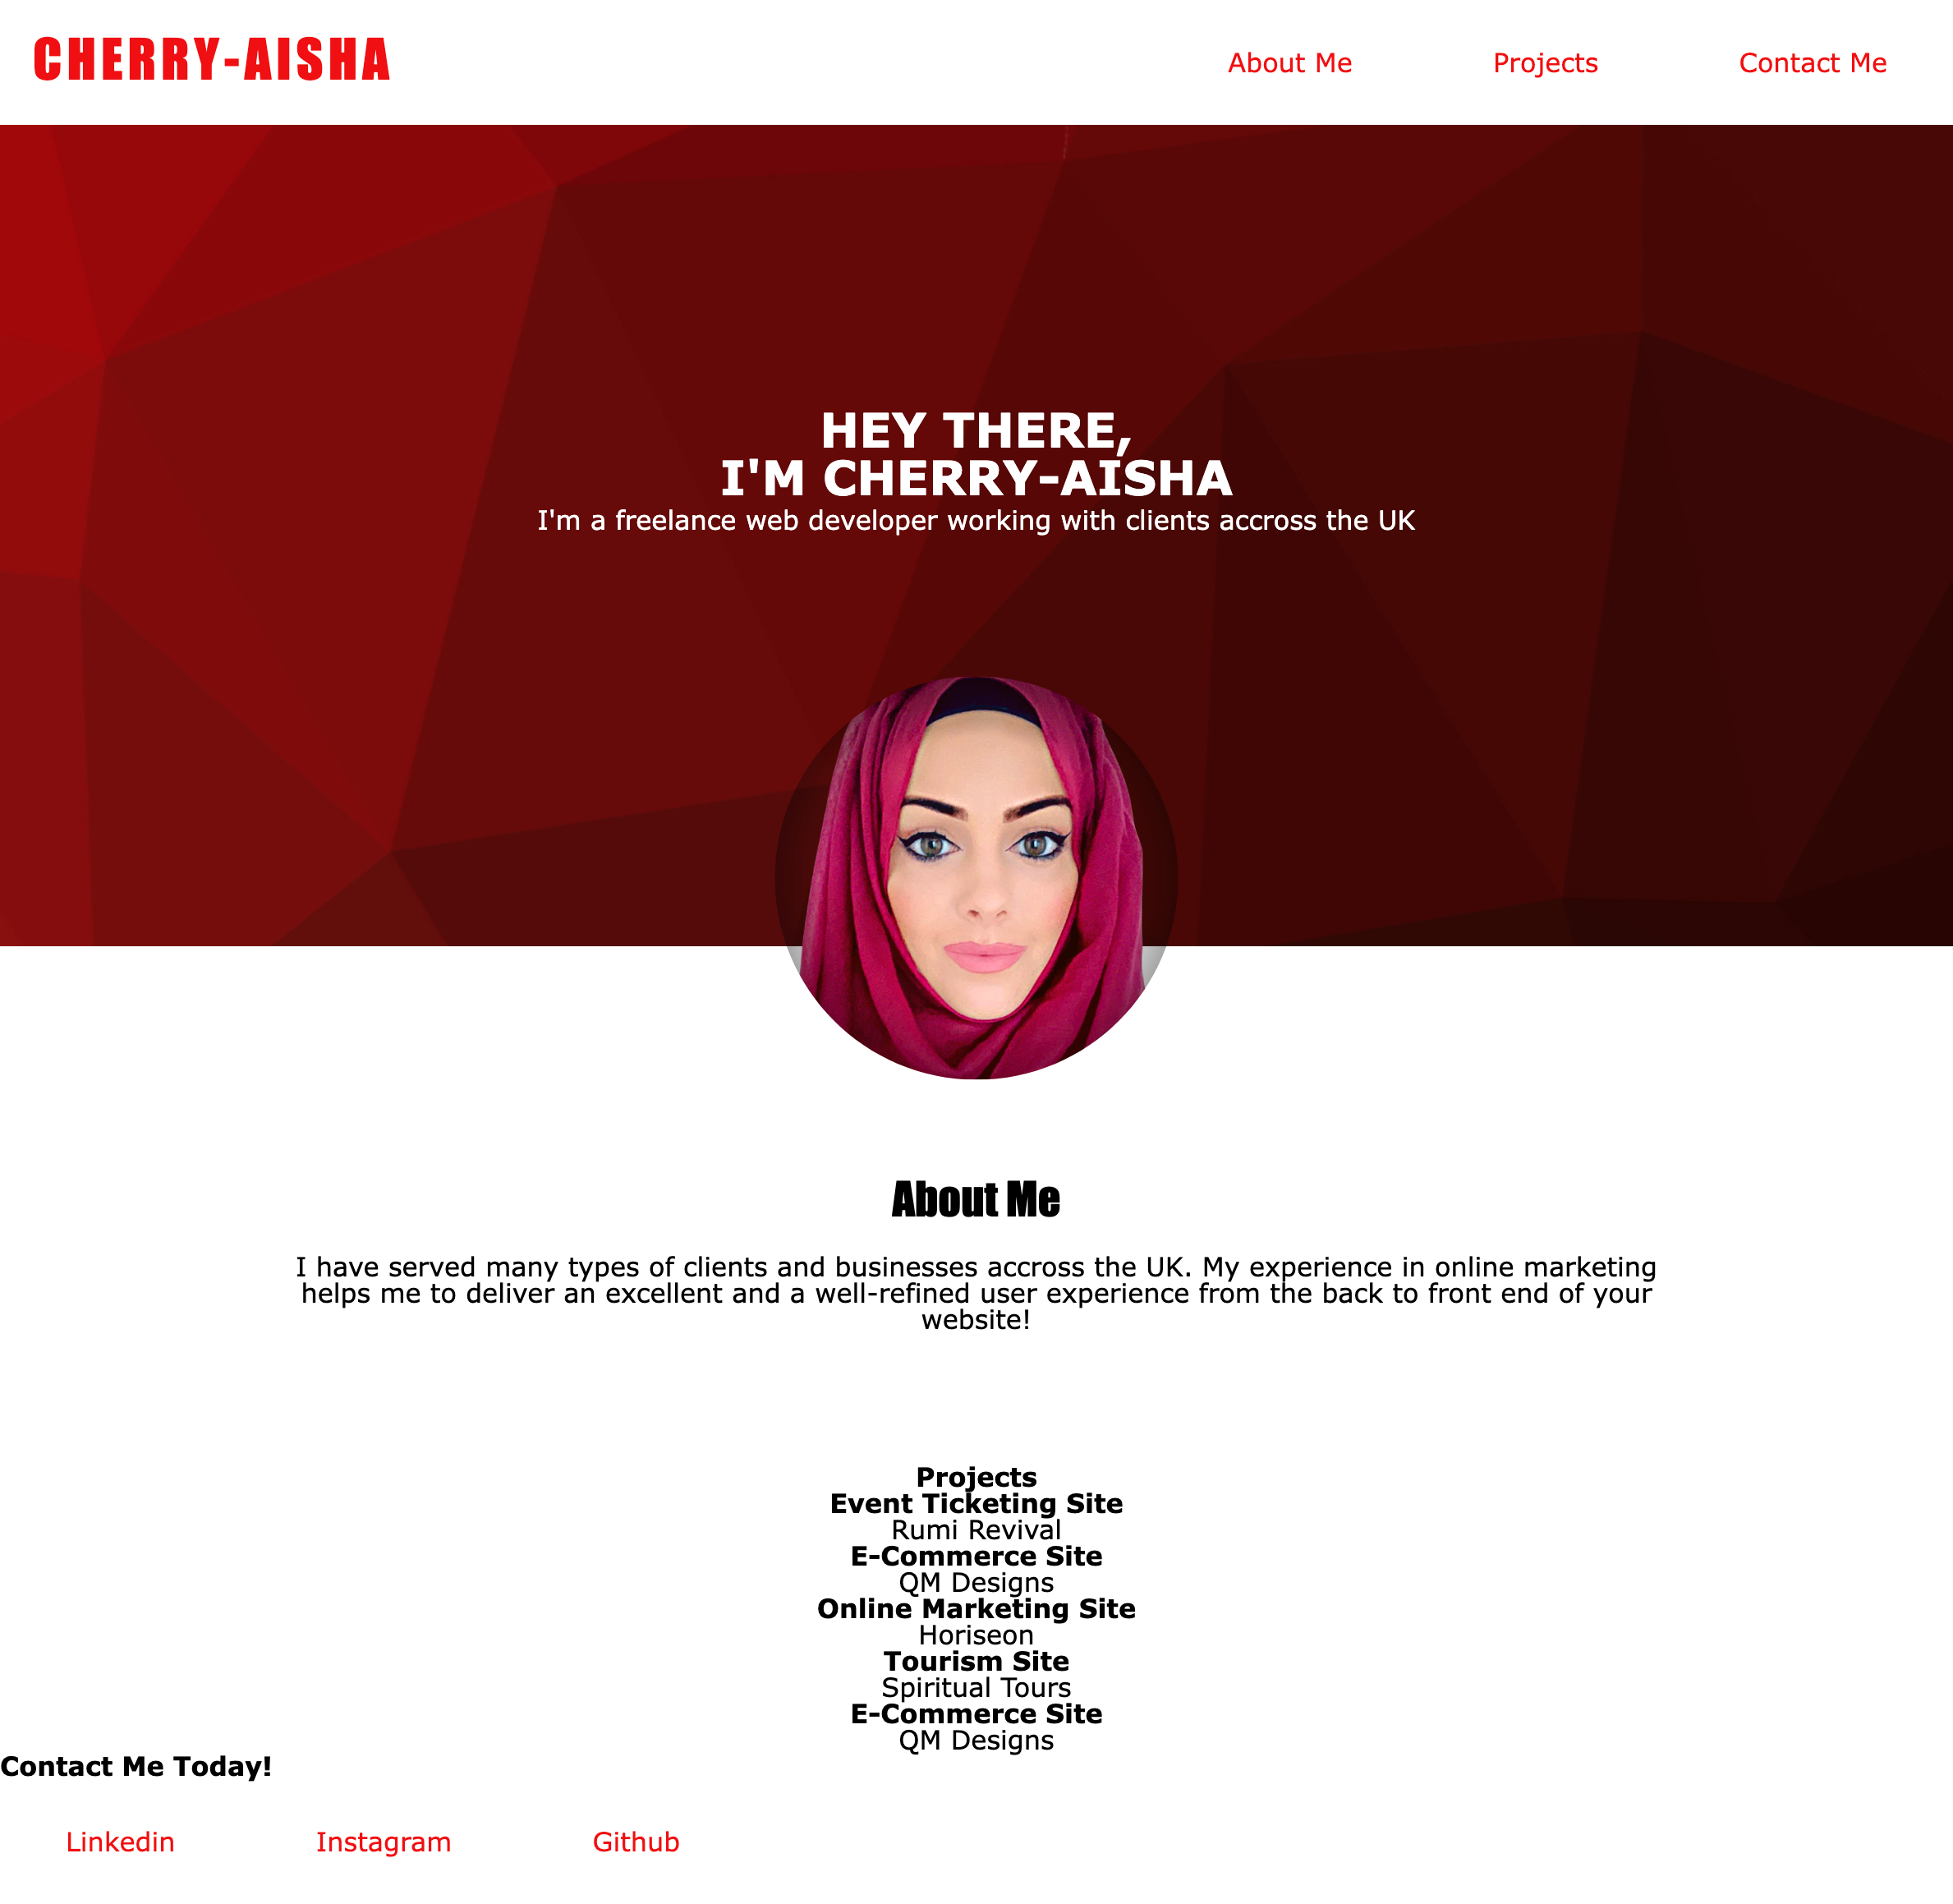 CHERRY-AISHA
About Me
Projects
Contact Me
HEY THERE,
I'M CHERRY-AISHA
I'm a freelance web developer working with clients accross the UK
About Me
I have served many types of clients and businesses accross the UK. My experience in online marketing
helps me to deliver an excellent and a well-refined user experience from the back to front end of your
website!
Projects
Event Ticketing Site
Rumi Revival
E-Commerce Site
QM Designs
Online Marketing Site
Horiseon
Tourism Site
Spiritual Tours
E-Commerce Site
QM Designs
Contact Me Today!
Linkedin
Instagram
Github